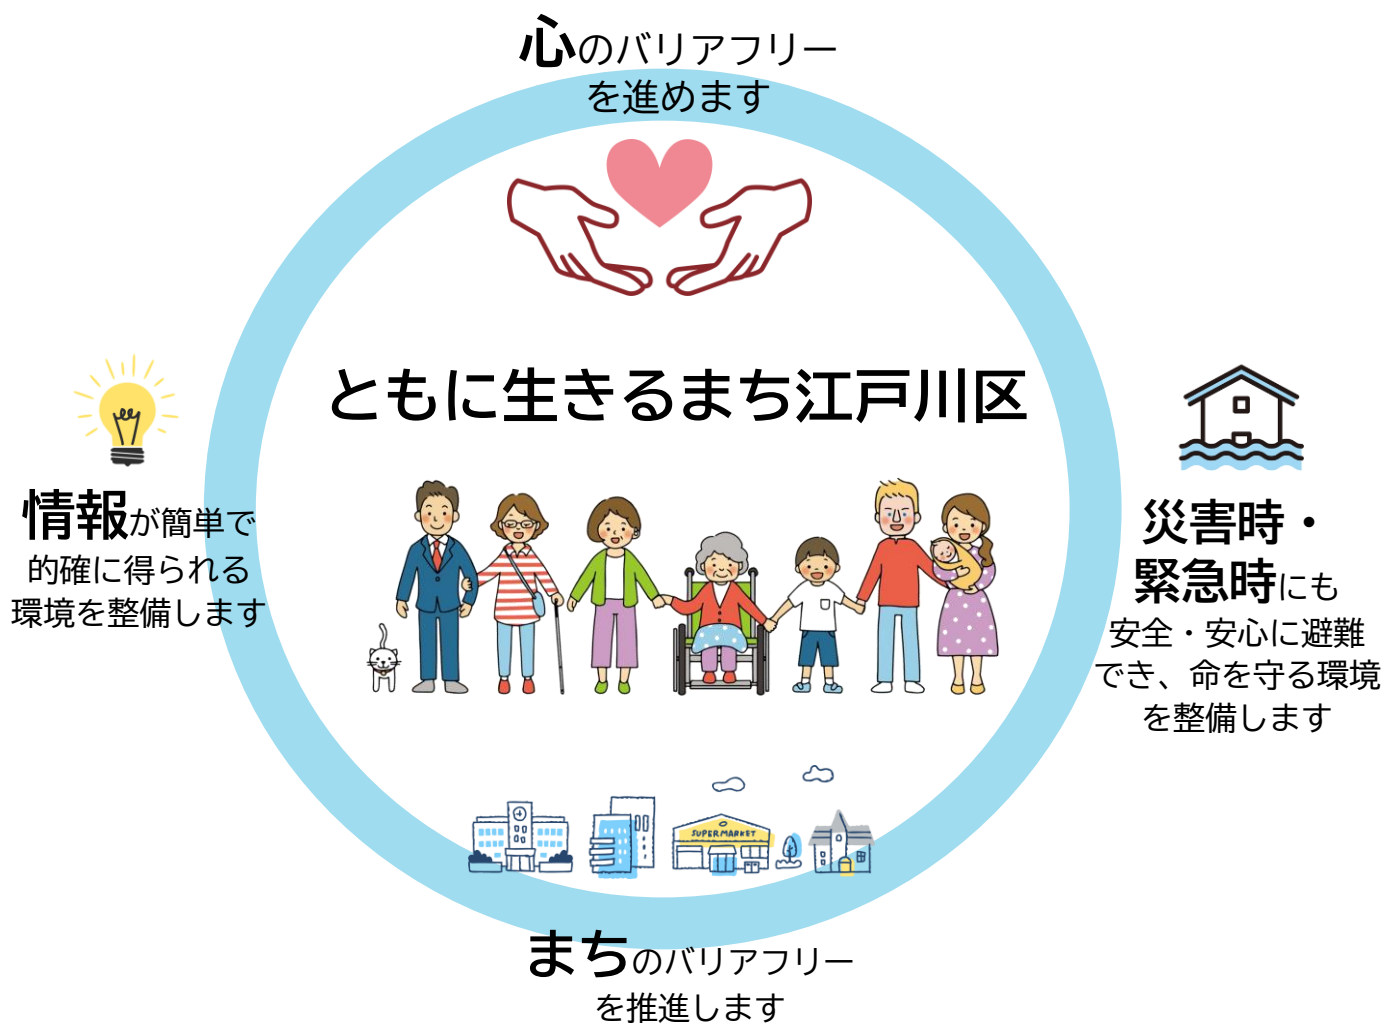 心のバリアフリー
を進めます
ともに生きるまち江戸川区
情報が簡単で
的確に得られる
環境を整備します
災害時・
緊急時にも
安全・安心に避難
でき、命を守る環境
を整備します
SUPERMARKET
まちのバリアフリー
を推進します